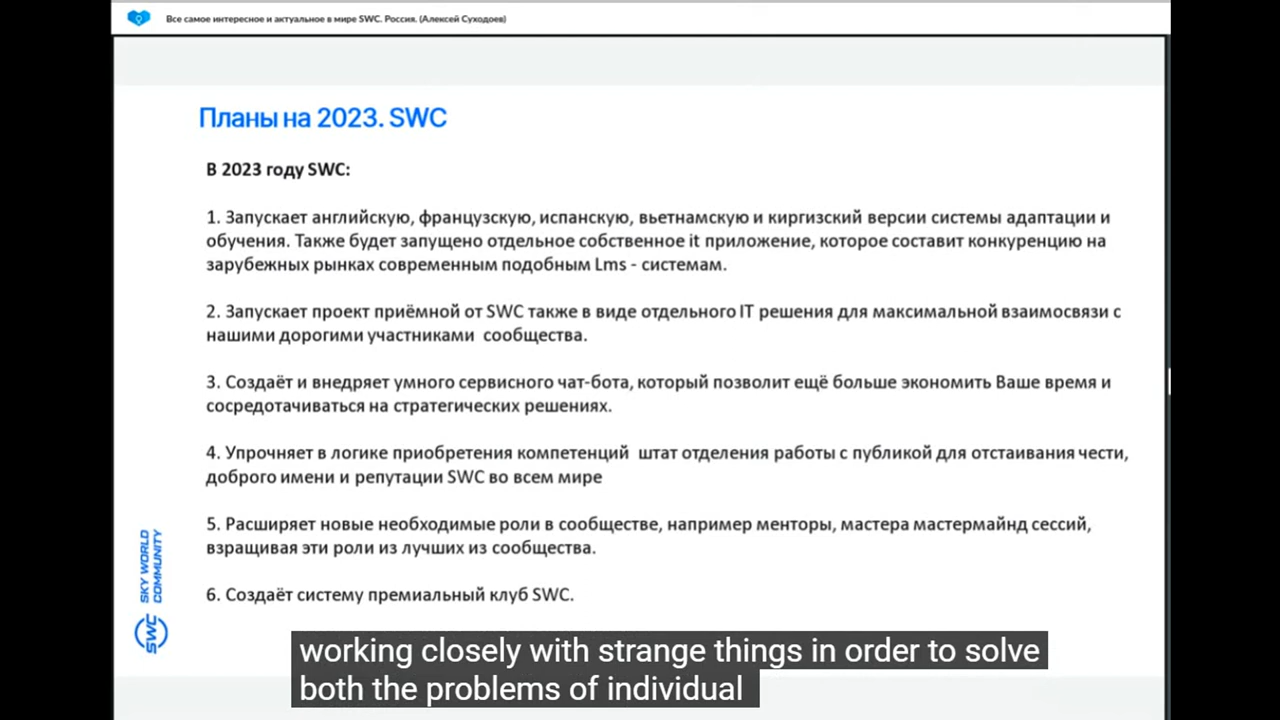 Все самое интересное и актуальное в мире SWC. Россия. (Алексей Суходоев)
Планы на 2023. SWC
В 2023 году SWC:
1. Запускает английскую, французскую, испанскую, вьетнамскую и киргизский версии системы адаптации и
обучения. Также будет запущено отдельное собственное it приложение, которое составит конкуренцию на
зарубежных рынках современным подобным Lms - системам.
2. Запускает проект приёмной от SWC также в виде отдельного IT решения для максимальной взаимосвязи с
нашими дорогими участниками  сообщества.
3. Создаёт и внедряет умного сервисного чат-бота, который позволит ещё больше экономить Ваше время и
сосредотачиваться на стратегических решениях.
4. Упрочняет в логике приобретения компетенций  штат отделения работы с публикой для отстаивания чести,
доброго имени и репутации SWC во всем мире
5. Расширяет новые необходимые роли в сообществе, например менторы, мастера мастермайнд сессий,
взращивая эти роли из лучших из сообщества.
6. Создаёт систему премиальный клуб SWC.
SKY WORLD
COMMUNITY
SWC
working closely with strange things in order to solve
both the problems of individual